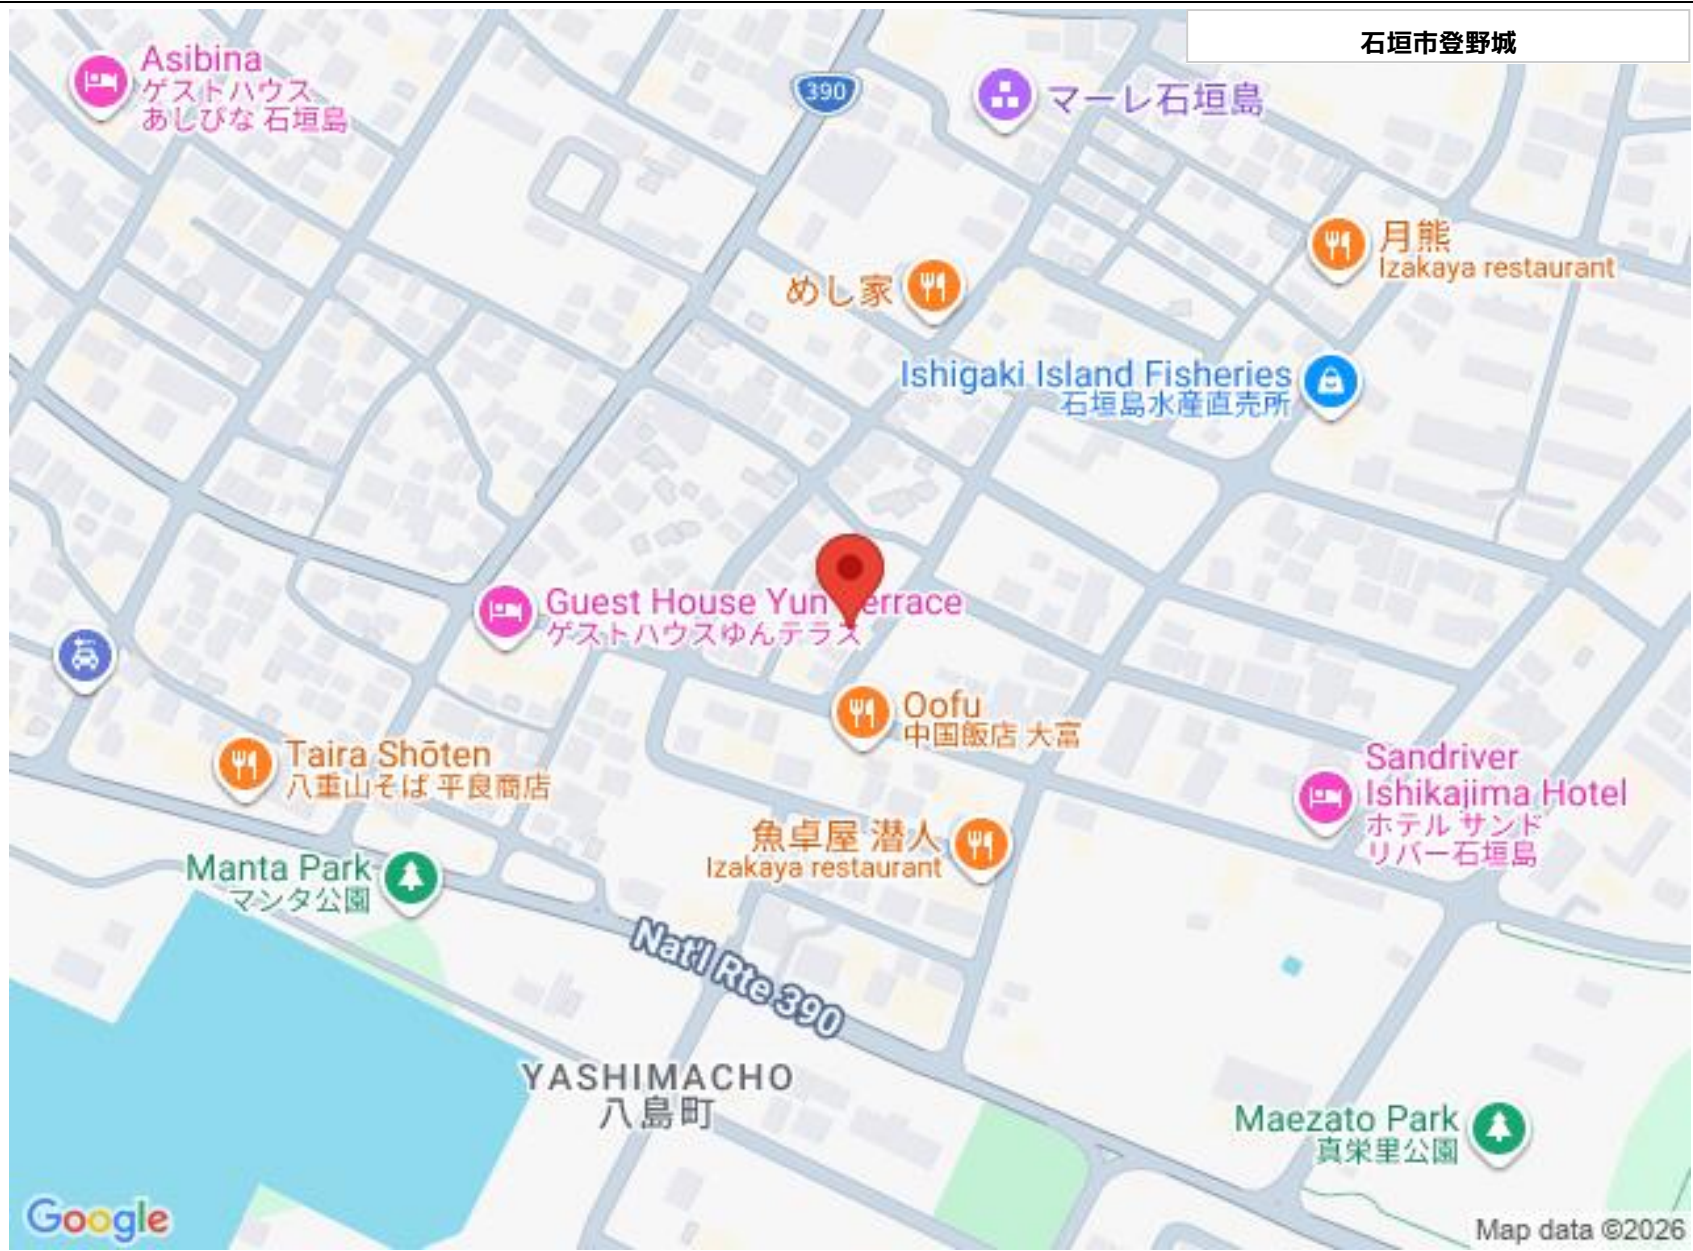 石垣市登野城
Asibina
ゲストハウス
あしびな 石垣島
390
マーレ石垣島
月熊
Izakaya restaurant
めし家
Ishigaki Island Fisheries
石垣島水産直売所
Guest House Yun Terrace
ゲストハウスゆんテラス
Oofu
中国飯店 大富
Taira Shōten
八重山そば 平良商店
Sandriver
Ishikajima Hotel
ホテル サンド
リバー石垣島
魚卓屋 潜人
Izakaya restaurant
Manta Park
マンタ公園
Nat'l Rte 390
YASHIMACHO
八島町
Maezato Park
真栄里公園
Google
Map data ©2026